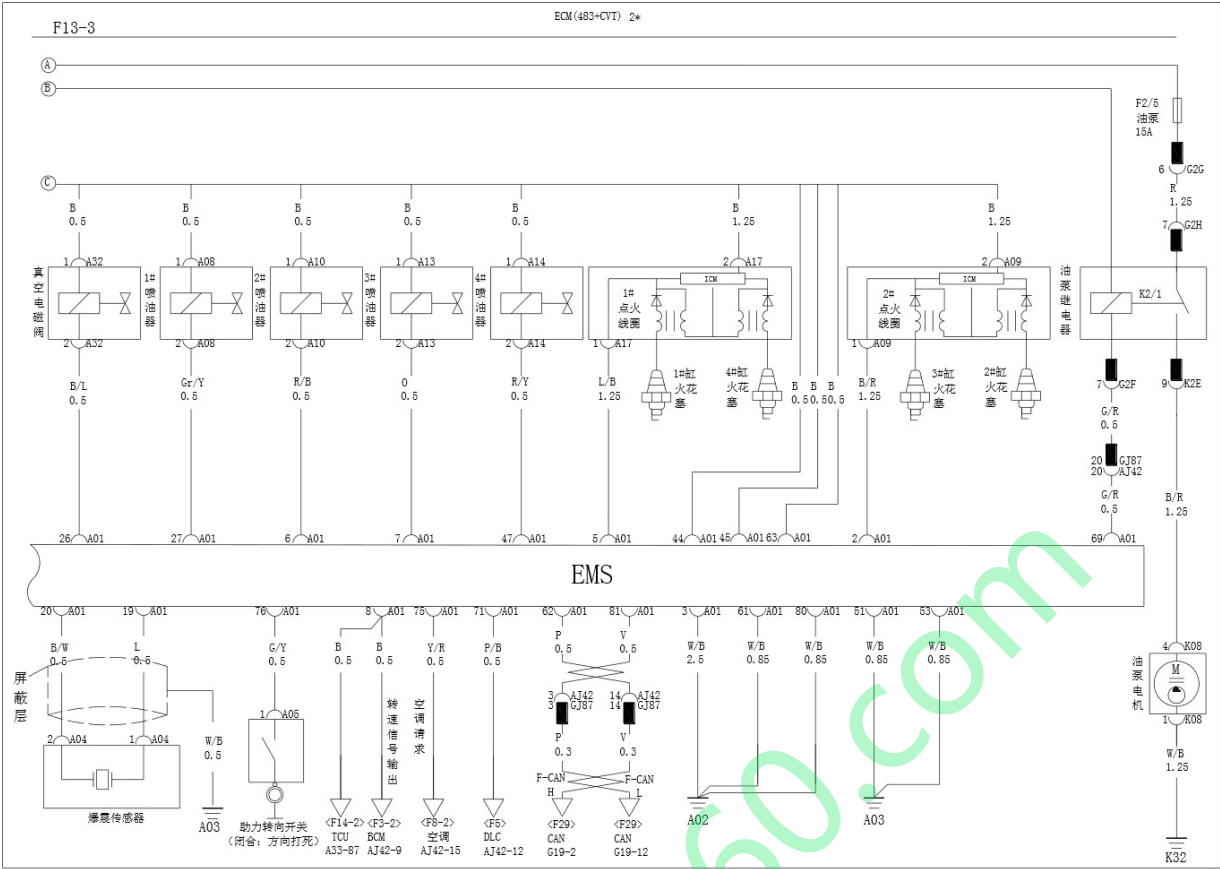 ECM(483+CVT) 2*
F13-3
A
B
F2/5
油泵
15A
6 G2G
R
1.25
7 G2H
C
B
0.5
B
0.5
B
0.5
B
0.5
B
0.5
B
1.25
B
1.25
1 A32
1 A08
1 A10
1 A13
1 A14
2 A17
2 A09
真空电磁阀
1#喷油器
2#喷油器
3#喷油器
4#喷油器
ICM
1#
点火
线圈
ICM
2#
点火
线圈
油泵继电器
K2/1
2 A32
2 A08
2 A10
2 A13
2 A14
1 A17
1 A09
B/L
0.5
Gr/Y
0.5
R/B
0.5
O
0.5
R/Y
0.5
L/B
1.25
1#缸
火花
塞
4#缸
火花
塞
B
0.5
B
0.5
B
0.5
B/R
1.25
3#缸
火花
塞
2#缸
火花
塞
7 G2F
9 K2E
G/R
0.5
20 GJ87
20 AJ42
G/R
0.5
B/R
1.25
26 A01
27 A01
6 A01
7 A01
47 A01
5 A01
44 A01
45 A01
63 A01
2 A01
69 A01
EMS
20 A01
19 A01
76 A01
8 A01
75 A01
71 A01
62 A01
81 A01
3 A01
61 A01
80 A01
51 A01
53 A01
B/W
0.5
L
0.5
G/Y
0.5
B
0.5
B
0.5
Y/R
0.5
P/B
0.5
P
0.5
V
0.5
W/B
2.5
W/B
0.85
W/B
0.85
W/B
0.85
W/B
0.85
屏蔽层
转速信号输出
空调请求
3 AJ42
3 GJ87
14 AJ42
14 GJ87
4 K08
油泵电机
M
1 K08
W/B
1.25
2 A04
1 A04
W/B
0.5
1 A05
P
0.3
V
0.3
F-CAN
H
F-CAN
L
爆震传感器
A03
助力转向开关
(闭合：方向打死)
<F14-2>
TCU
A33-87
<F3-2>
BCM
AJ42-9
<F8-2>
空调
AJ42-15
<F5>
DLC
AJ42-12
<F29>
CAN
G19-2
<F29>
CAN
G19-12
A02
A03
K32
60.com